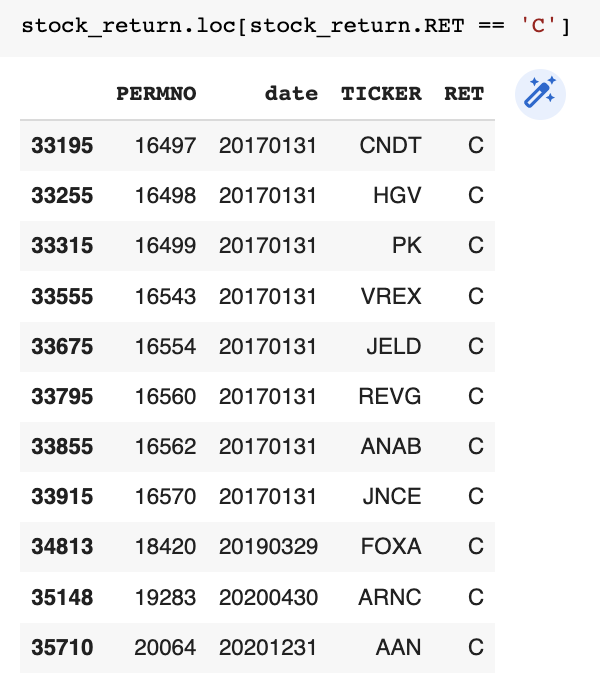 stock_return.loc[stock_return.RET == 'C']
PERMNO date TICKER RET
33195 16497 20170131 CNDT C
33255 16498 20170131 HGV C
33315 16499 20170131 PK C
33555 16543 20170131 VREX C
33675 16554 20170131 JELD C
33795 16560 20170131 REVG C
33855 16562 20170131 ANAB C
33915 16570 20170131 JNCE C
34813 18420 20190329 FOXA C
35148 19283 20200430 ARNC C
35710 20064 20201231 AAN C